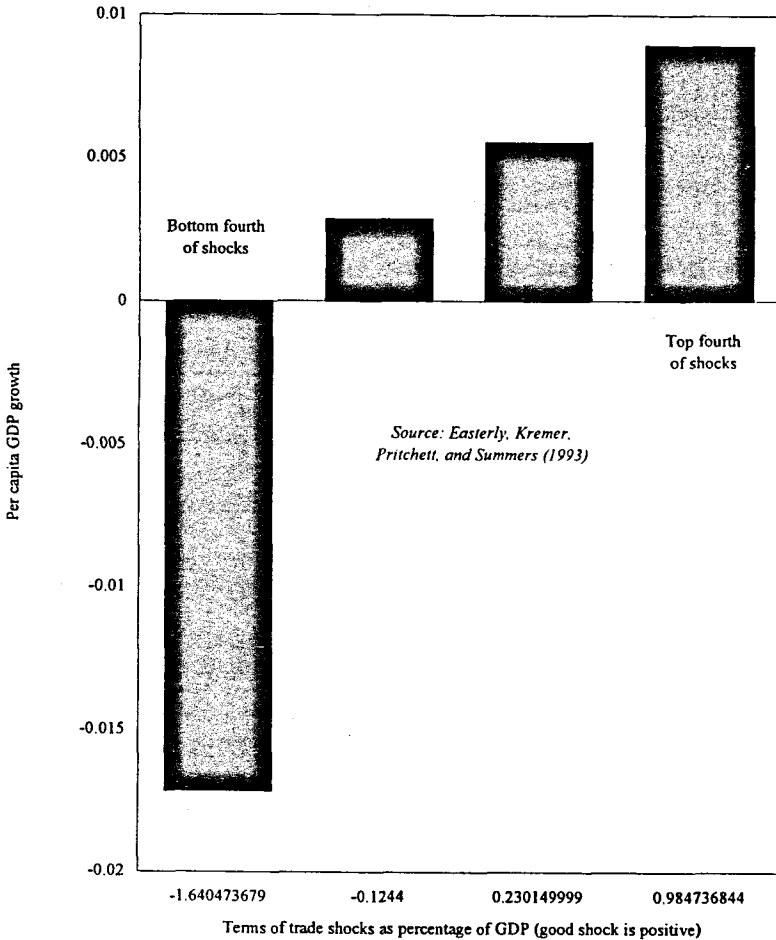 0.01
0.005
Bottom fourth
of shocks
0
Top fourth
of shocks
Per capita GDP growth
-0.005
Source: Easterly, Kremer,
Pritchett, and Summers (1993)
-0.01
-0.015
-0.02
-1.640473679 -0.1244 0.230149999 0.984736844
Terms of trade shocks as percentage of GDP (good shock is positive)